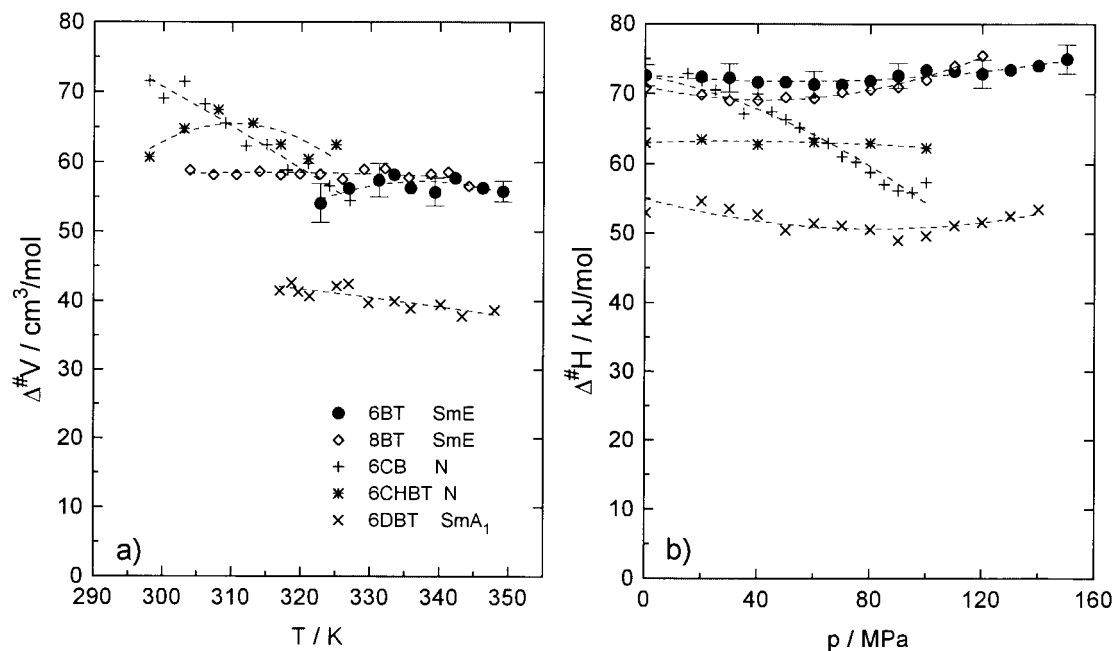 80
70
60
50
40
30
20
10
0
Δ#V / cm³/mol
6BT SmE
8BT SmE
6CB N
6CHBT N
6DBT SmA₁
a)
290 300 310 320 330 340 350
T / K
80
70
60
50
40
30
20
10
0
Δ#H / kJ/mol
b)
0 40 80 120 160
p / MPa